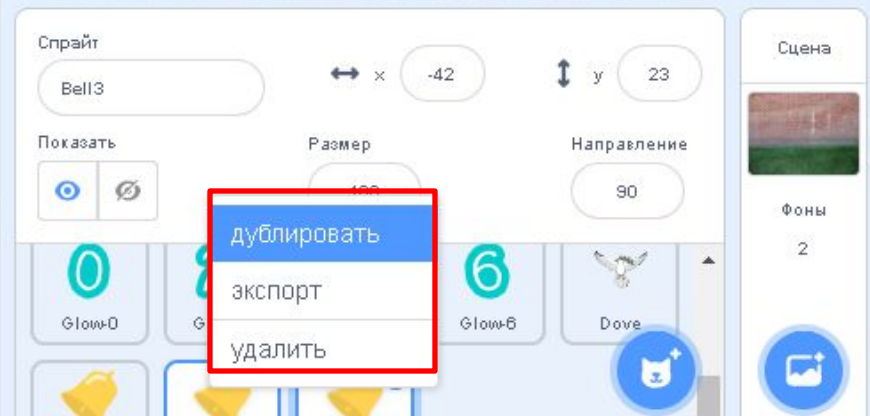 Спрайт
Bell3
x -42
y 23
Сцена
Показать
Размер
Направление
90
Фоны
2
дублировать
экспорт
удалить
Glow-0
G
Glow-6
Dove